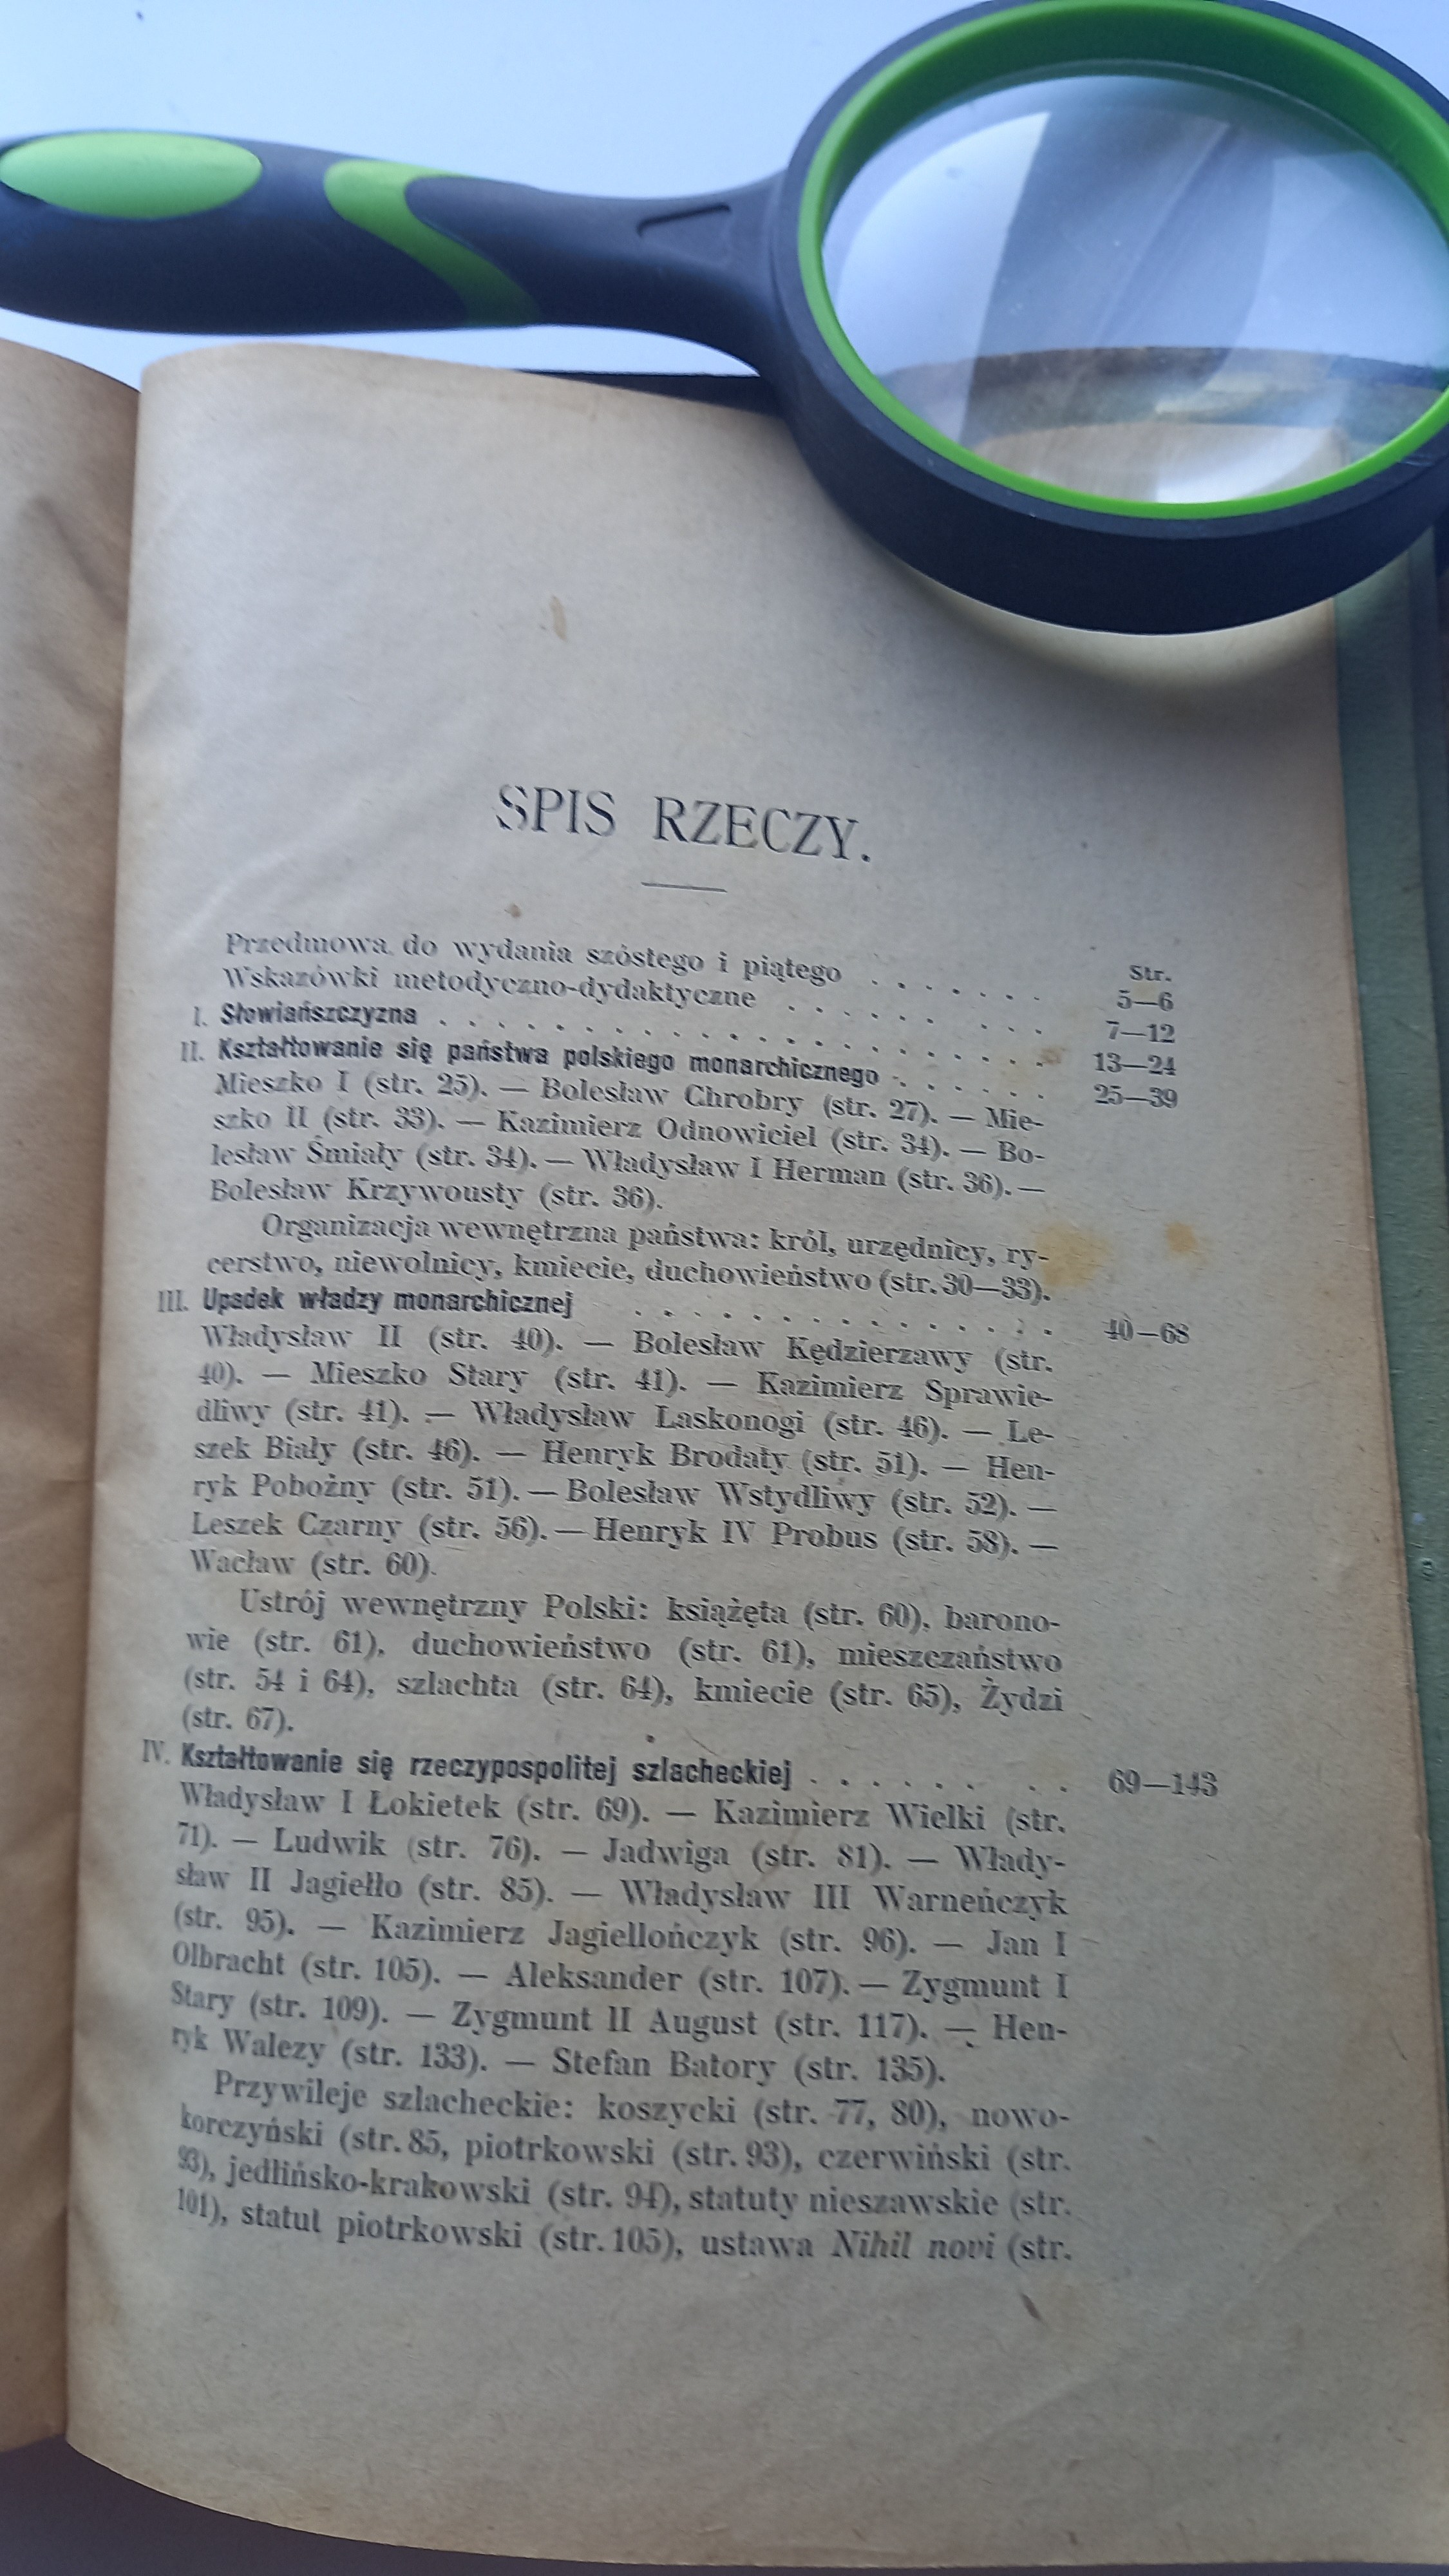 SPIS RZECZY.
Str.
Przedmowa do wydania szóstego i piątego . . . . . . . 5—6
Wskazówki metodyczno-dydaktyczne . . . . . . . . . 7—12
I. Słowiańszczyzna . . . . . . . . . . . . . . . . 13—24
II. Kształtowanie się państwa polskiego monarchicznego . . . . . . 25—39
Mieszko I (str. 25). — Bolesław Chrobry (str. 27). — Mie-
szko II (str. 33). — Kazimierz Odnowiciel (str. 34). — Bo-
lesław Śmiały (str. 34). — Władysław I Herman (str. 36). —
Bolesław Krzywousty (str. 36).
Organizacja wewnętrzna państwa: król, urzędnicy, ry-
cerstwo, niewolnicy, kmiecie, duchowieństwo (str. 30—33).
III. Upadek władzy monarchicznej . . . . . . . . . . . . . . . 40—68
Władysław II (str. 40). — Bolesław Kędzierzawy (str.
40). — Mieszko Stary (str. 41). — Kazimierz Sprawie-
dliwy (str. 41). — Władysław Laskonogi (str. 46). — Le-
szek Biały (str. 46). — Henryk Brodaty (str. 51). — Hen-
ryk Pobożny (str. 51). — Bolesław Wstydliwy (str. 52). —
Leszek Czarny (str. 56). — Henryk IV Probus (str. 58). —
Wacław (str. 60).
Ustrój wewnętrzny Polski: książęta (str. 60), barono-
wie (str. 61), duchowieństwo (str. 61), mieszczaństwo
(str. 54 i 64), szlachta (str. 64), kmiecie (str. 65), Żydzi
(str. 67).
IV. Kształtowanie się rzeczypospolitej szlacheckiej . . . . . . . . 69—143
Władysław I Łokietek (str. 69). — Kazimierz Wielki (str.
71). — Ludwik (str. 76). — Jadwiga (str. 81). — Włady-
sław II Jagiełło (str. 85). — Władysław III Warneńczyk
(str. 95). — Kazimierz Jagiellończyk (str. 96). — Jan I
Olbracht (str. 105). — Aleksander (str. 107). — Zygmunt I
Stary (str. 109). — Zygmunt II August (str. 117). — Hen-
ryk Walezy (str. 133). — Stefan Batory (str. 135).
Przywileje szlacheckie: koszycki (str. 77, 80), nowo-
korczyński (str. 85, piotrkowski (str. 93), czerwiński (str.
93), jedlińsko-krakowski (str. 94), statuty nieszawskie (str.
101), statut piotrkowski (str. 105), ustawa Nihil novi (str.